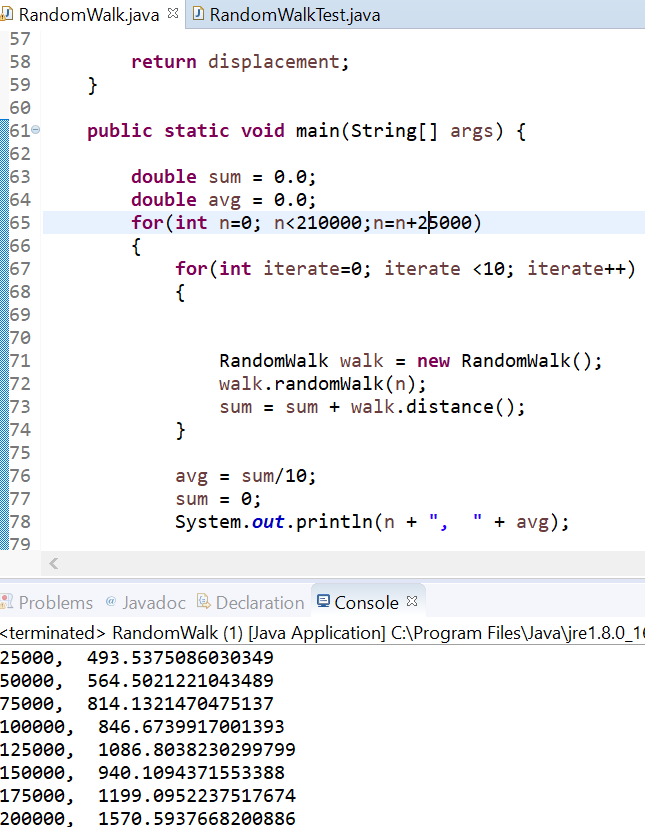 RandomWalk.java RandomWalkTest.java
57
58 return displacement;
59 }
60
61 public static void main(String[] args) {
62
63 double sum = 0.0;
64 double avg = 0.0;
65 for(int n=0; n<210000;n=n+25000)
66 {
67 for(int iterate=0; iterate <10; iterate++)
68 {
69
70
71 RandomWalk walk = new RandomWalk();
72 walk.randomWalk(n);
73 sum = sum + walk.distance();
74 }
75
76 avg = sum/10;
77 sum = 0;
78 System.out.println(n + ",  " + avg);
79
Problems @ Javadoc Declaration Console
<terminated> RandomWalk (1) [Java Application] C:\Program Files\Java\jre1.8.0_16
25000,  493.5375086030349
50000,  564.5021221043489
75000,  814.1321470475137
100000,  846.6739917001393
125000,  1086.8038230299799
150000,  940.1094371553388
175000,  1199.0952237517674
200000,  1570.5937668200886